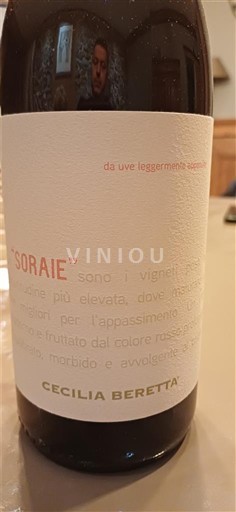 da uve leggermente
"SORAIE" sono i vigneti
più elevata, dove
per l'appassimento
e fruttato dal colore rosso
morbido e avvolgente
CECILIA BERETTA
VINIOU